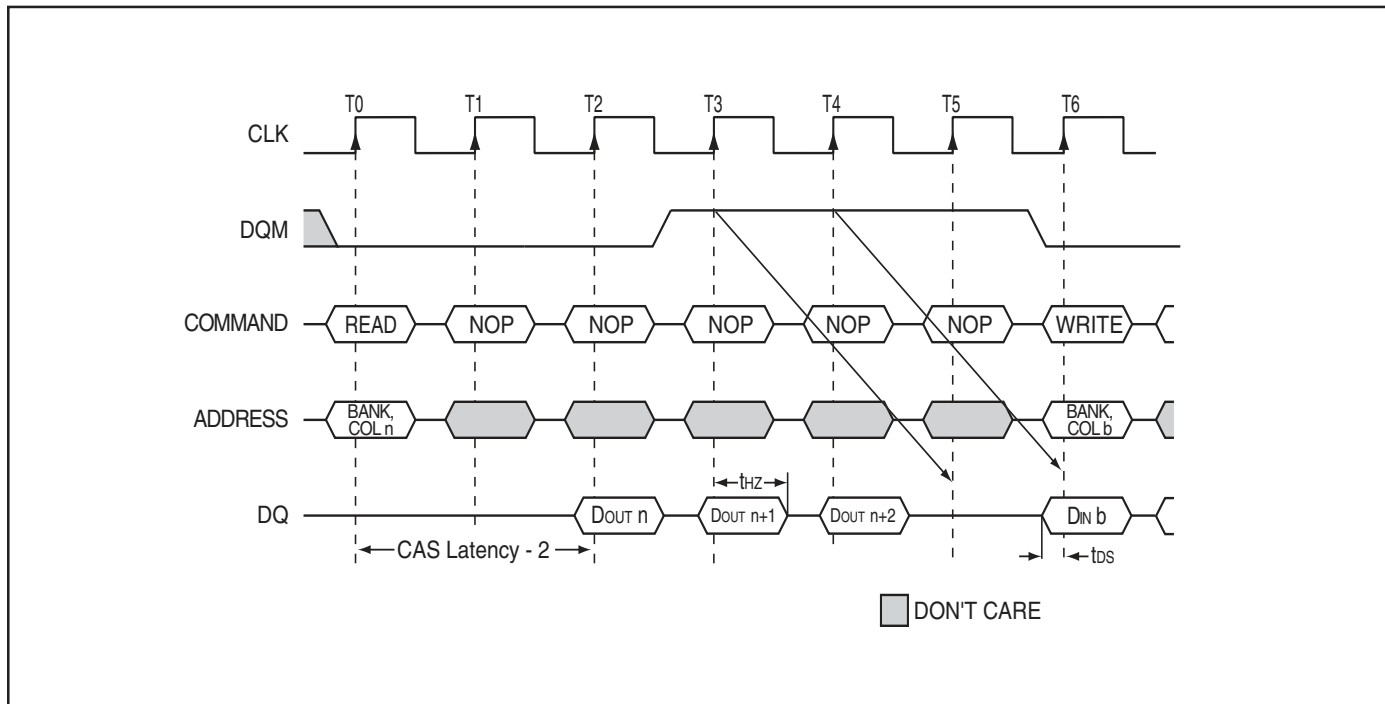 T0 T1 T2 T3 T4 T5 T6
CLK
DQM
COMMAND READ NOP NOP NOP NOP NOP WRITE
ADDRESS BANK, COL n BANK, COL b
tHZ
DQ DOUT n DOUT n+1 DOUT n+2 DIN b
CAS Latency - 2 tDS
DON'T CARE